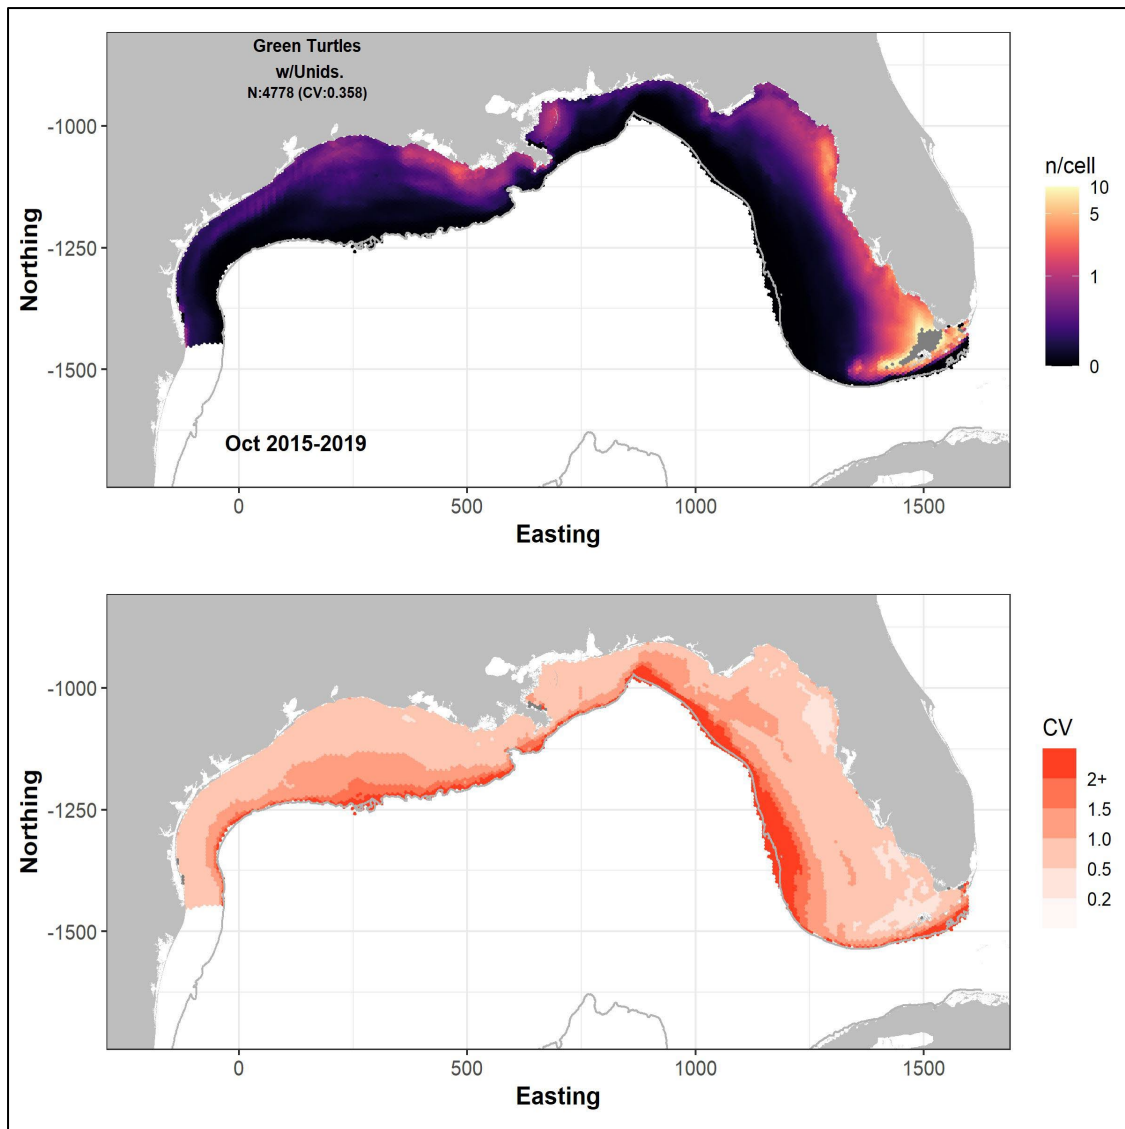 Green Turtles
w/Unids.
N:4778 (CV:0.358)
-1000
-1250
-1500
Northing
Oct 2015-2019
0
500
1000
1500
Easting
n/cell
10
5
1
0
-1000
-1250
-1500
Northing
0
500
1000
1500
Easting
CV
2+
1.5
1.0
0.5
0.2